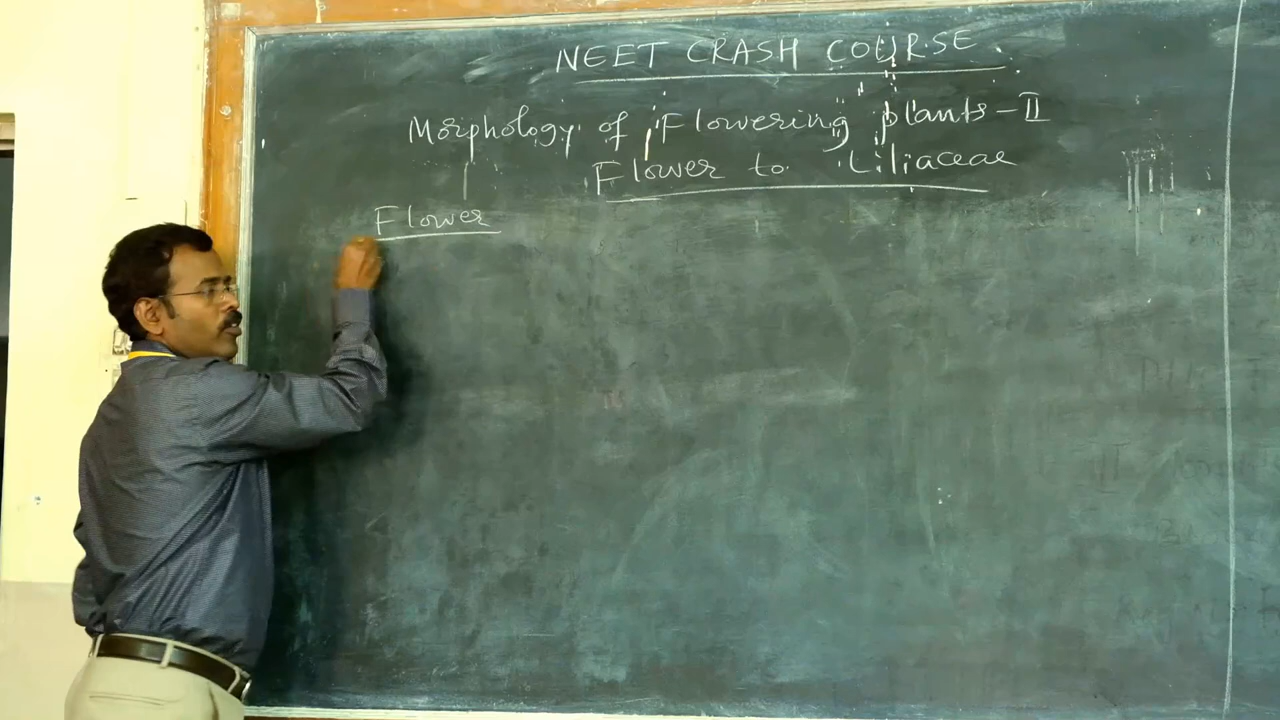 NEET CRASH COURSE
Morphology of Flowering plants - II
Flower to Liliaceae
Flower